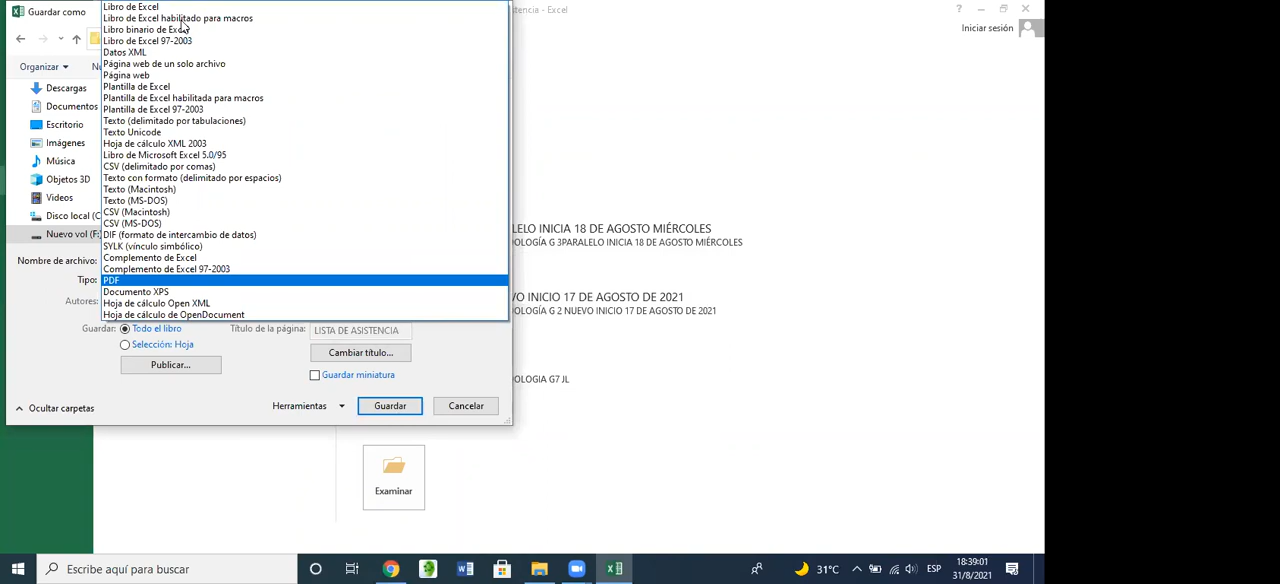 Guardar como
istencia - Excel
?
Iniciar sesión
Organizar
Nu
Descargas
Documentos
Escritorio
Imágenes
Música
Objetos 3D
Videos
Disco local (C
Nuevo vol (F:
Libro de Excel
Libro de Excel habilitado para macros
Libro binario de Excel
Libro de Excel 97-2003
Datos XML
Página web de un solo archivo
Página web
Plantilla de Excel
Plantilla de Excel habilitada para macros
Plantilla de Excel 97-2003
Texto (delimitado por tabulaciones)
Texto Unicode
Hoja de cálculo XML 2003
Libro de Microsoft Excel 5.0/95
CSV (delimitado por comas)
Texto con formato (delimitado por espacios)
Texto (Macintosh)
Texto (MS-DOS)
CSV (Macintosh)
CSV (MS-DOS)
DIF (formato de intercambio de datos)
SYLK (vínculo simbólico)
Complemento de Excel
Complemento de Excel 97-2003
PDF
Documento XPS
Hoja de cálculo Open XML
Hoja de cálculo de OpenDocument
Nombre de archivo:
Tipo:
Autores:
Guardar: Todo el libro
Selección: Hoja
Publicar...
Título de la página: LISTA DE ASISTENCIA
Cambiar título...
Guardar miniatura
Ocultar carpetas
Herramientas Guardar Cancelar
LELO INICIA 18 DE AGOSTO MIÉRCOLES
OLOGÍA G 3PARALELO INICIA 18 DE AGOSTO MIÉRCOLES
VO INICIO 17 DE AGOSTO DE 2021
OLOGÍA G 2 NUEVO INICIO 17 DE AGOSTO DE 2021
OLOGIA G7 JL
Examinar
Escribe aquí para buscar
31°C
ESP
18:39:01
31/8/2021